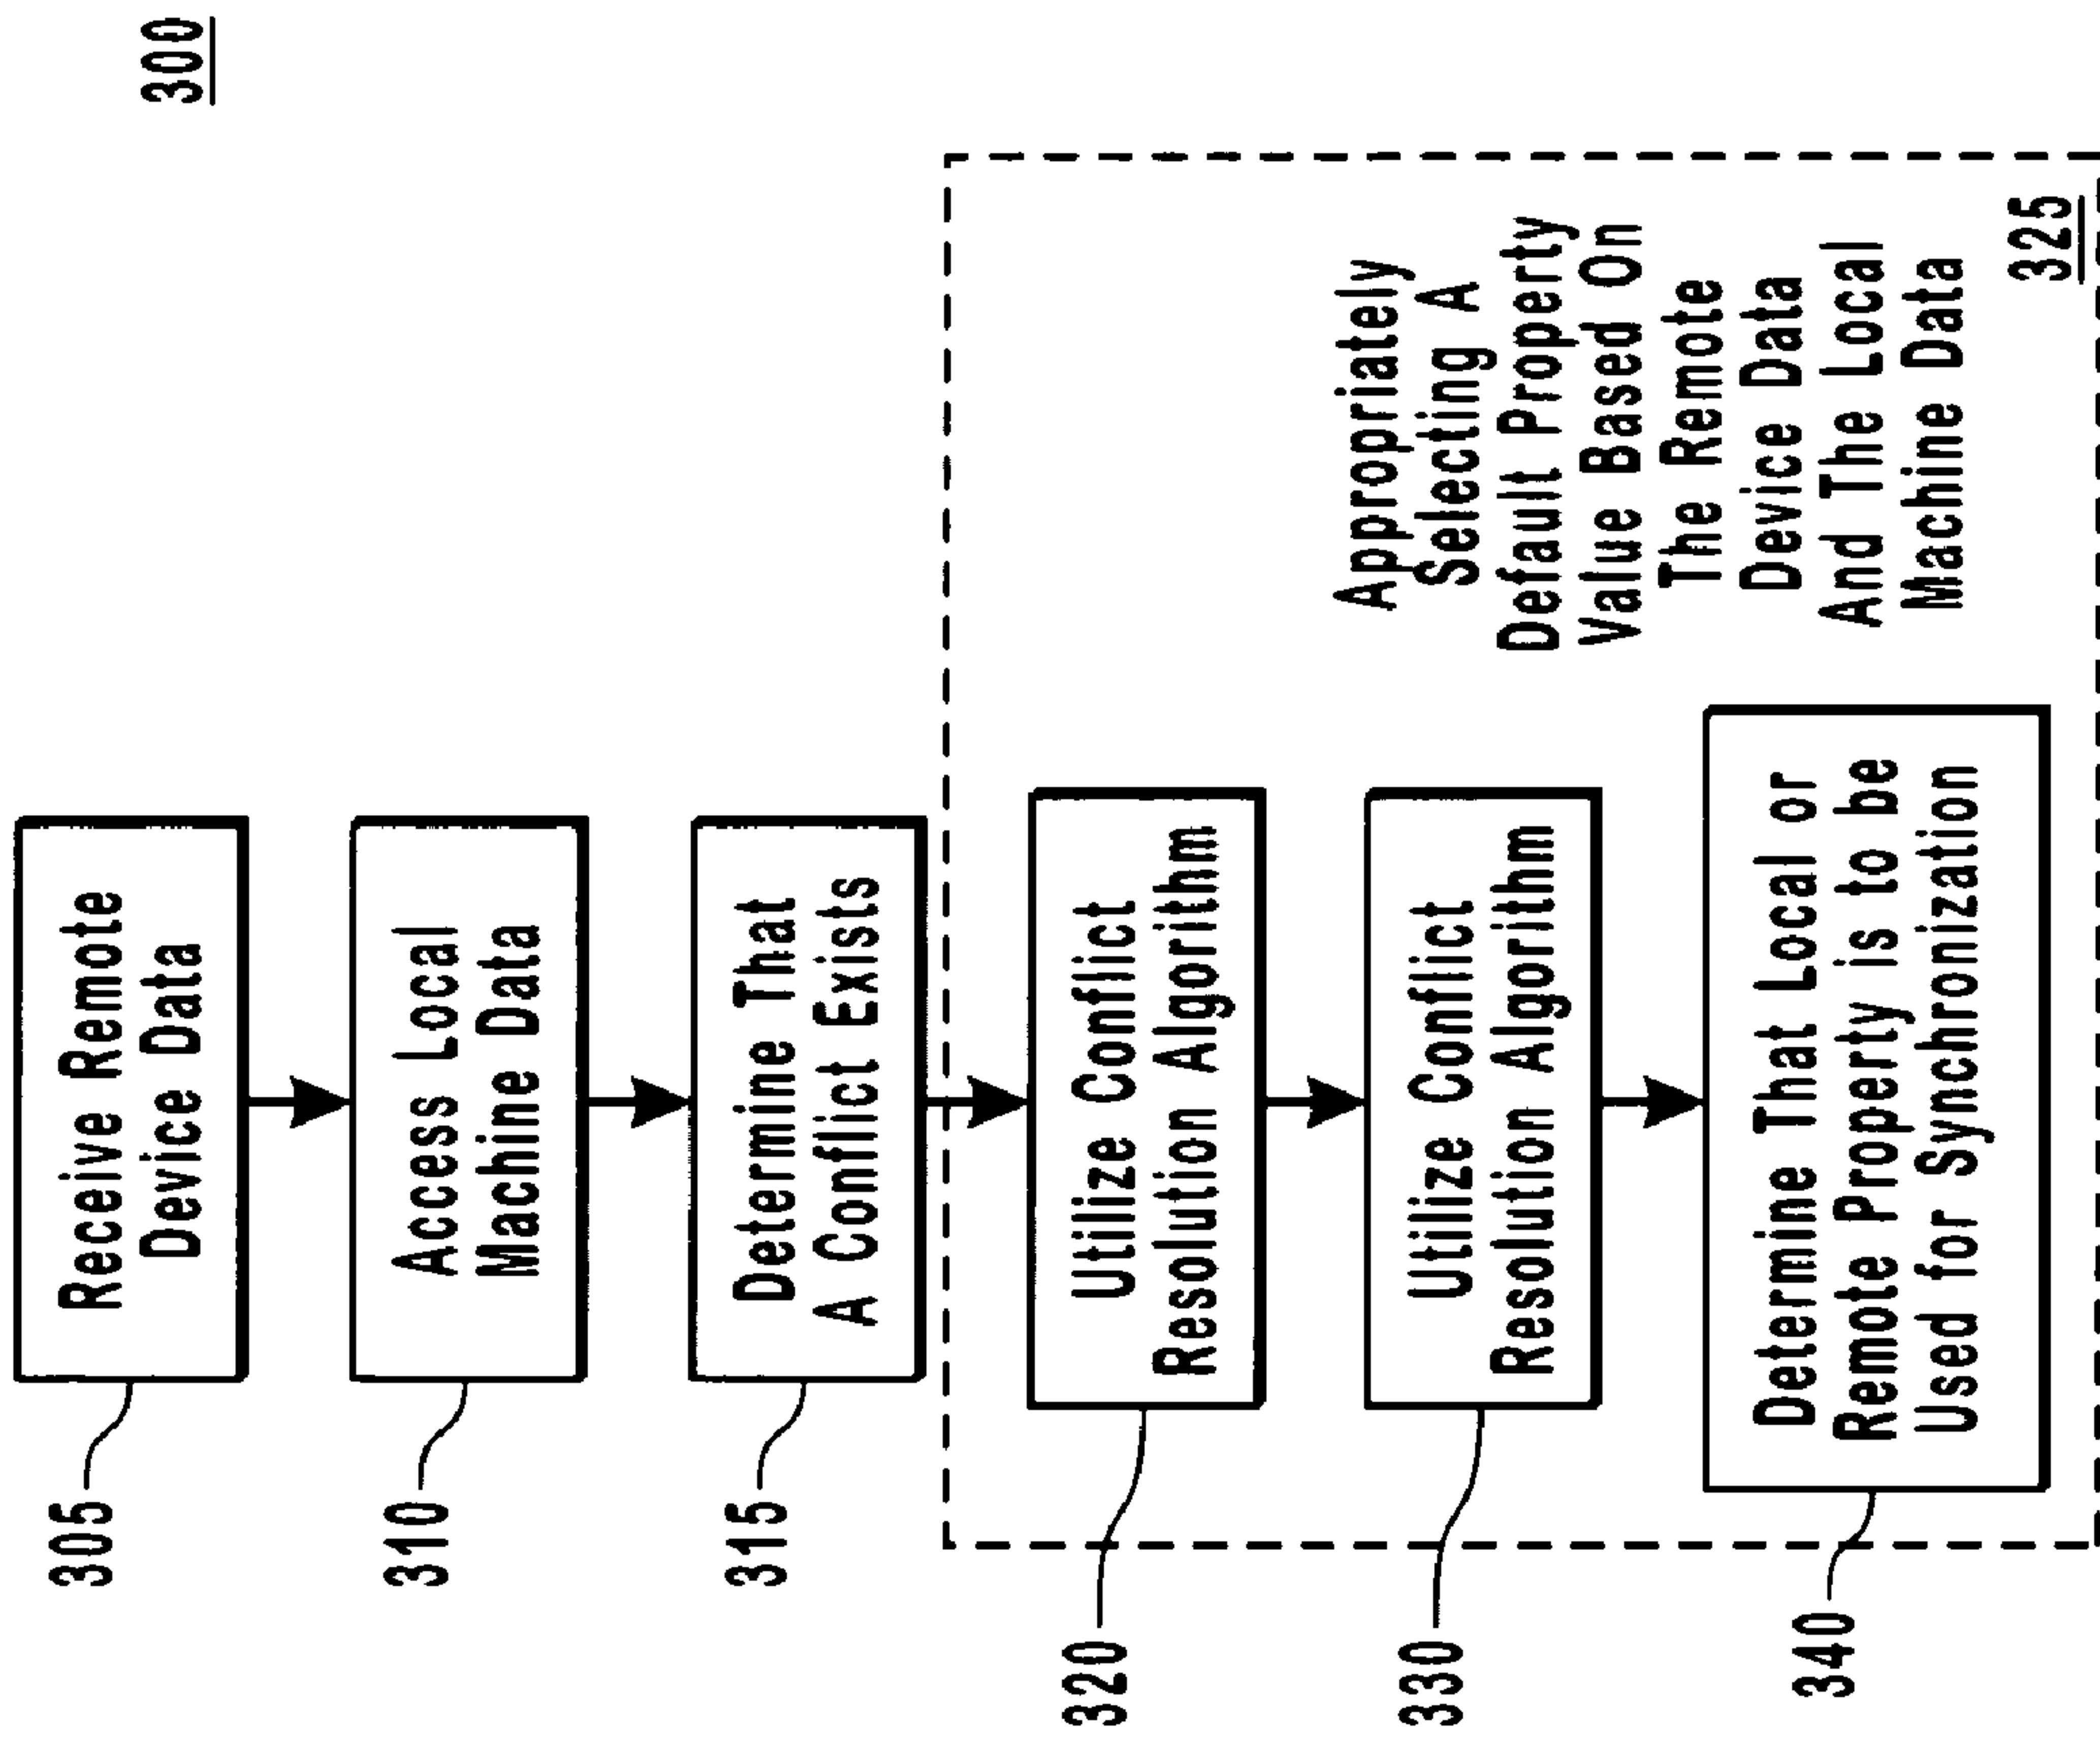 300
305
Receive Remote
Device Data
310
Access Local
Machine Data
315
Determine That
A Conflict Exists
320
Utilize Conflict
Resolution Algorithm
330
Utilize Conflict
Resolution Algorithm
Appropriately
Selecting A
Default Property
Value Based On
The Remote
Device Data
And The Local
Machine Data
340
Determine That Local or
Remote Property is to be
Used for Synchronization
325